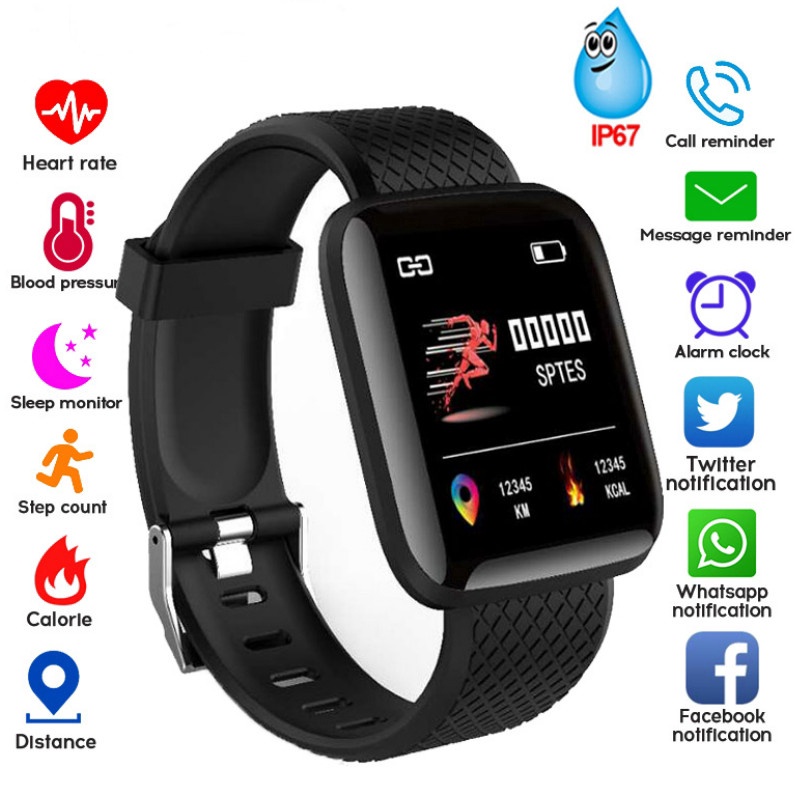 Heart rate
Blood pressur
Sleep monitor
Step count
Calorie
Distance
00000
SPTES
12345
KM
12345
KCAL
IP67
Call reminder
Message reminder
Alarm clock
Twitter
notification
Whatsapp
notification
Facebook
notification